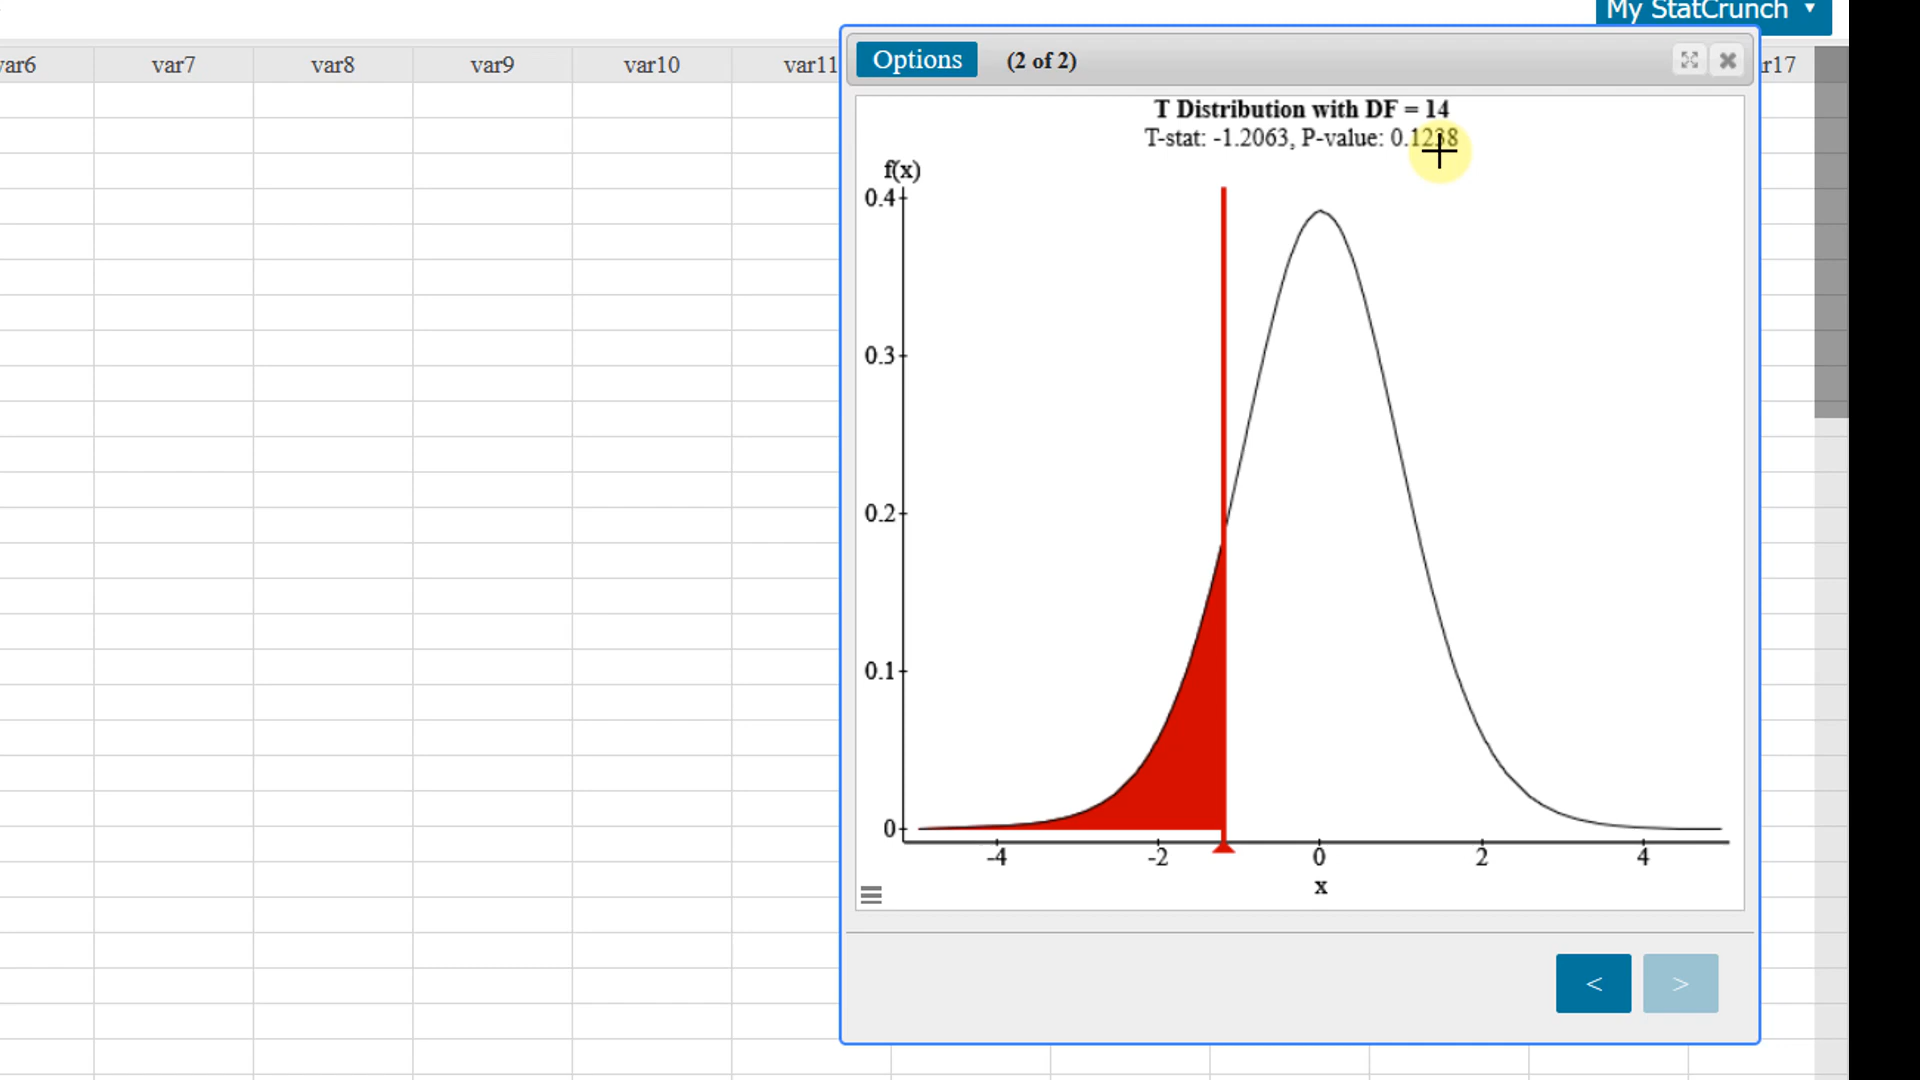 My StatCrunch
var6 var7 var8 var9 var10 var11 r17
Options (2 of 2)
T Distribution with DF = 14
T-stat: -1.2063, P-value: 0.1238
f(x)
0.4
0.3
0.2
0.1
0
-4 -2 0 2 4
x
< >